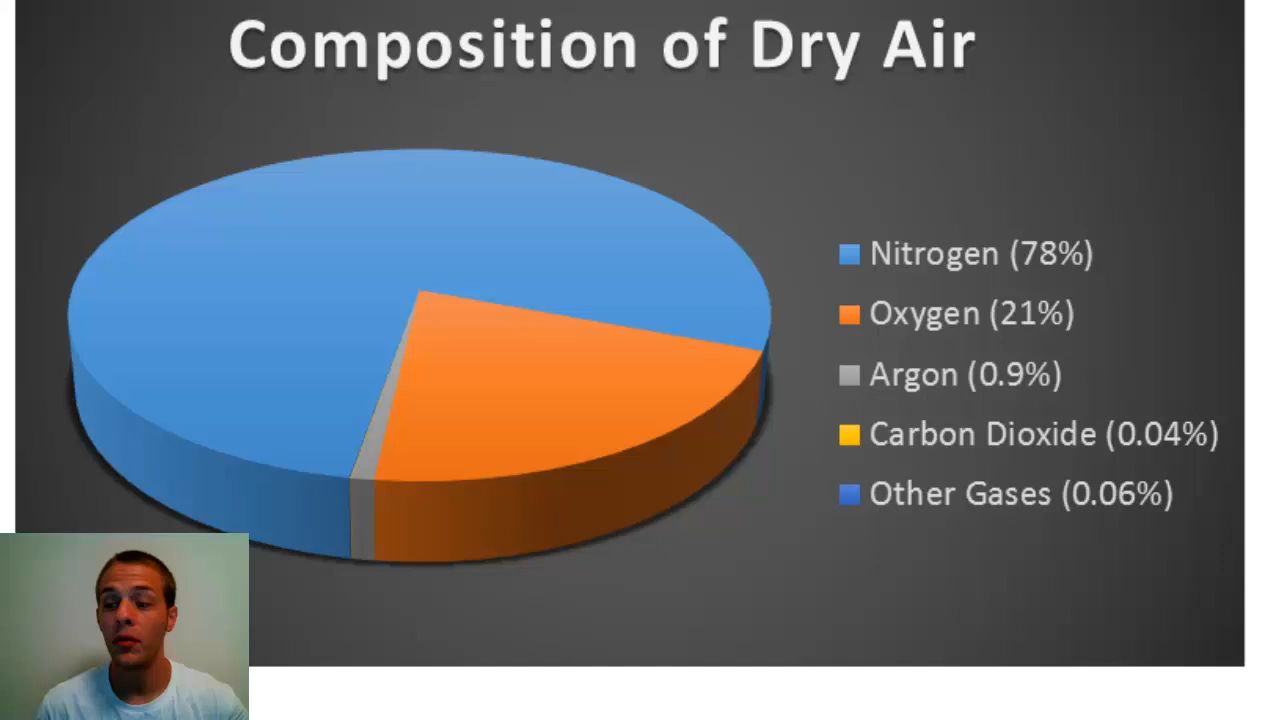 Composition of Dry Air
Nitrogen (78%)
Oxygen (21%)
Argon (0.9%)
Carbon Dioxide (0.04%)
Other Gases (0.06%)